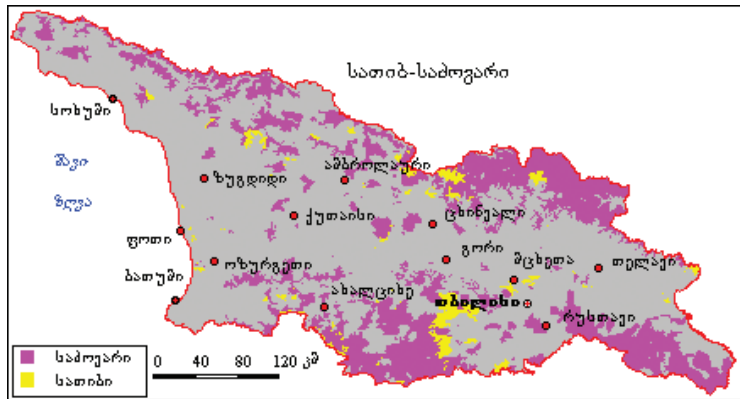 სათიბ-საძოვარი
სოხუმი
შავი
ზღვა
ზუგდიდი
ამბროლაური
ქუთაისი
ცხინვალი
ფოთი
გორი
ოზურგეთი
მცხეთა
თელავი
ბათუმი
ახალციხე
თბილისი
რუსთავი
საძოვარი
სათიბი
0 40 80 120 კმ